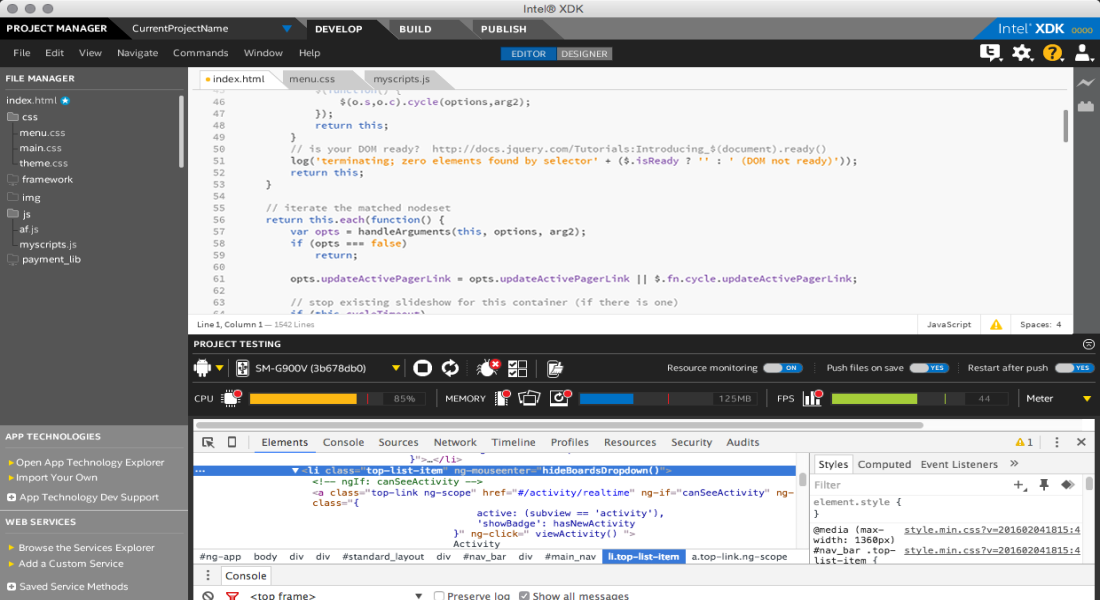 Intel® XDK
PROJECT MANAGER
CurrentProjectName
DEVELOP
BUILD
PUBLISH
Intel® XDK 0000
File Edit View Navigate Commands Window Help
EDITOR DESIGNER
FILE MANAGER
index.html
css
menu.css
main.css
theme.css
framework
img
js
af.js
myscripts.js
payment_lib
APP TECHNOLOGIES
Open App Technology Explorer
Import Your Own
App Technology Dev Support
WEB SERVICES
Browse the Services Explorer
Add a Custom Service
Saved Service Methods
index.html menu.css myscripts.js
45 $(function() {
46 $(o.s,o.c).cycle(options,arg2);
47 });
48 return this;
49 }
50 // is your DOM ready?  http://docs.jquery.com/Tutorials:Introducing_$(document).ready()
51 log('terminating; zero elements found by selector' + ($.isReady ? '' : ' (DOM not ready)'));
52 return this;
53 }
54
55 // iterate the matched nodeset
56 return this.each(function() {
57 var opts = handleArguments(this, options, arg2);
58 if (opts === false)
59 return;
60
61 opts.updateActivePagerLink = opts.updateActivePagerLink || $.fn.cycle.updateActivePagerLink;
62
63 // stop existing slideshow for this container (if there is one)
64 if (this.cycleTimeout)
Line 1, Column 1 — 1542 Lines
JavaScript
Spaces: 4
PROJECT TESTING
SM-G900V (3b678db0)
Resource monitoring ON
Push files on save YES
Restart after push YES
CPU 85% MEMORY 125MB FPS 44 Meter
Elements Console Sources Network Timeline Profiles Resources Security Audits
1
}">…</li>
<li class="top-list-item" ng-mouseenter="hideBoardsDropdown()">
<!-- ngIf: canSeeActivity -->
<a class="top-link ng-scope" href="#/activity/realtime" ng-if="canSeeActivity" ng-
class="{
active: (subview == 'activity'),
'showBadge': hasNewActivity
}" ng-click=" viewActivity() ">
Activity
#ng-app body div div #standard_layout div #nav_bar div #main_nav li.top-list-item a.top-link.ng-scope
Styles Computed Event Listeners »
Filter
element.style {
}
@media (max- style.min.css?v=201602041815:4
width: 1360px)
#nav_bar .top- style.min.css?v=201602041815:4
list-item {
Console
<top frame>
Preserve log
Show all messages